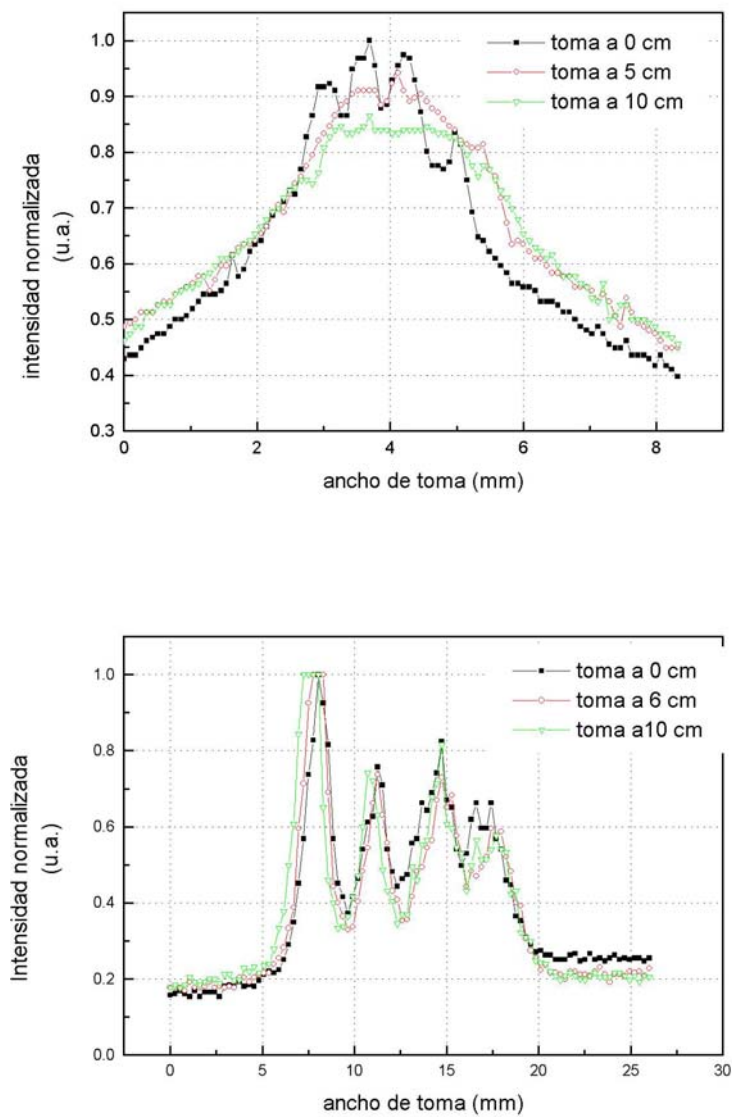 toma a 0 cm
toma a 5 cm
toma a 10 cm
1.0
0.9
0.8
0.7
0.6
0.5
0.4
0.3
intensidad normalizada
(u.a.)
0 2 4 6 8
ancho de toma (mm)
toma a 0 cm
toma a 6 cm
toma a10 cm
1.0
0.8
0.6
0.4
0.2
0.0
Intensidad normalizada
(u.a.)
0 5 10 15 20 25 30
ancho de toma (mm)